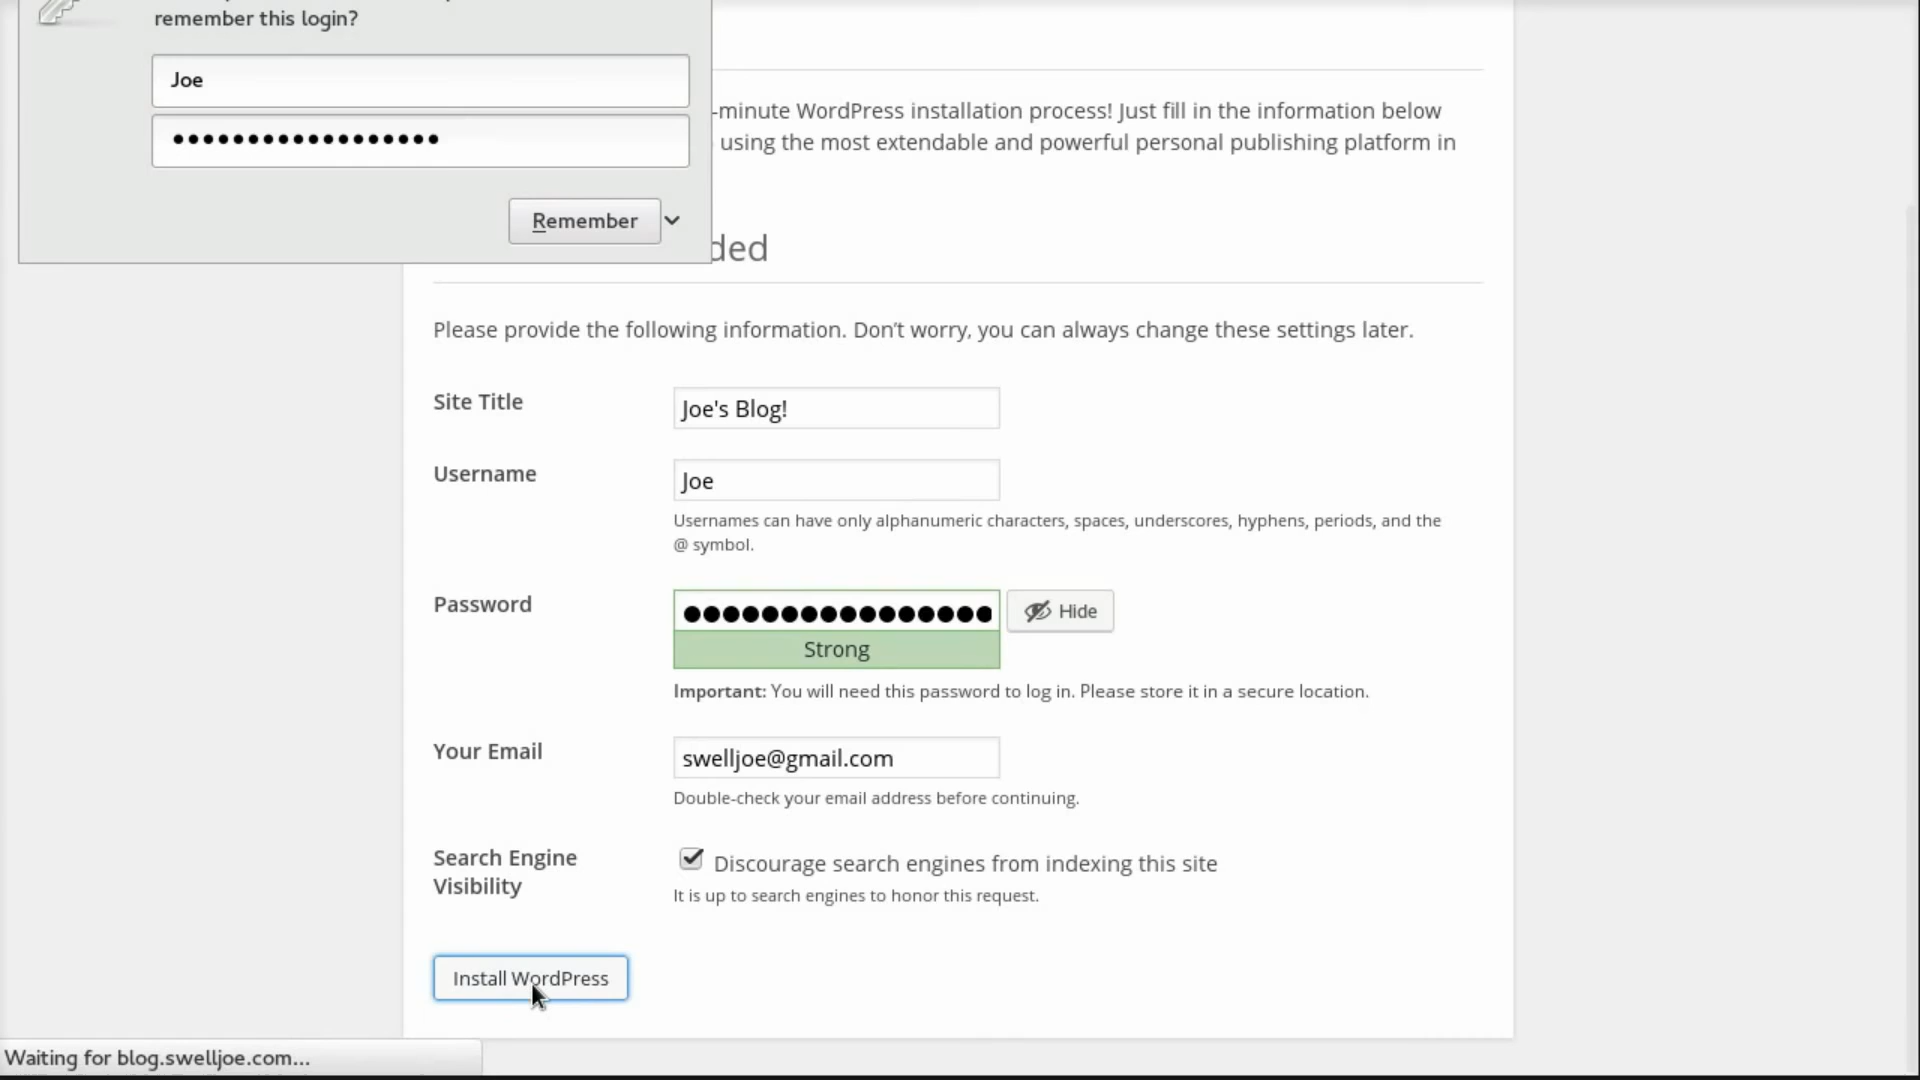 remember this login?
Joe
Remember
-minute WordPress installation process! Just fill in the information below
using the most extendable and powerful personal publishing platform in
ded
Please provide the following information. Don't worry, you can always change these settings later.
Site Title
Joe's Blog!
Username
Joe
Usernames can have only alphanumeric characters, spaces, underscores, hyphens, periods, and the
@ symbol.
Password
Hide
Strong
Important: You will need this password to log in. Please store it in a secure location.
Your Email
swelljoe@gmail.com
Double-check your email address before continuing.
Search Engine
Visibility
Discourage search engines from indexing this site
It is up to search engines to honor this request.
Install WordPress
Waiting for blog.swelljoe.com...